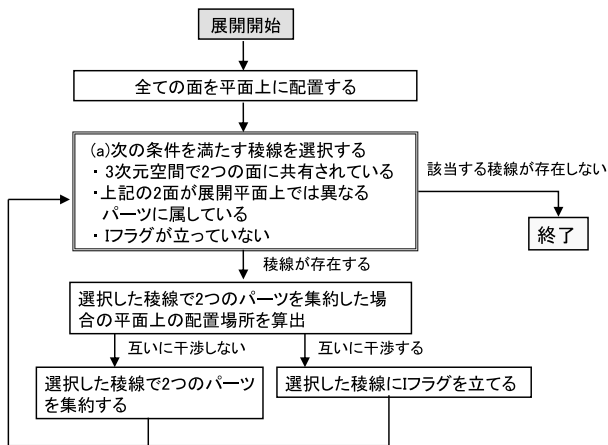 展開開始
全ての面を平面上に配置する
(a)次の条件を満たす稜線を選択する
・3次元空間で2つの面に共有されている
・上記の2面が展開平面上では異なる
パーツに属している
・Iフラグが立っていない
該当する稜線が存在しない
終了
稜線が存在する
選択した稜線で2つのパーツを集約した場
合の平面上の配置場所を算出
互いに干渉しない
互いに干渉する
選択した稜線で2つのパーツ
を集約する
選択した稜線にIフラグを立てる